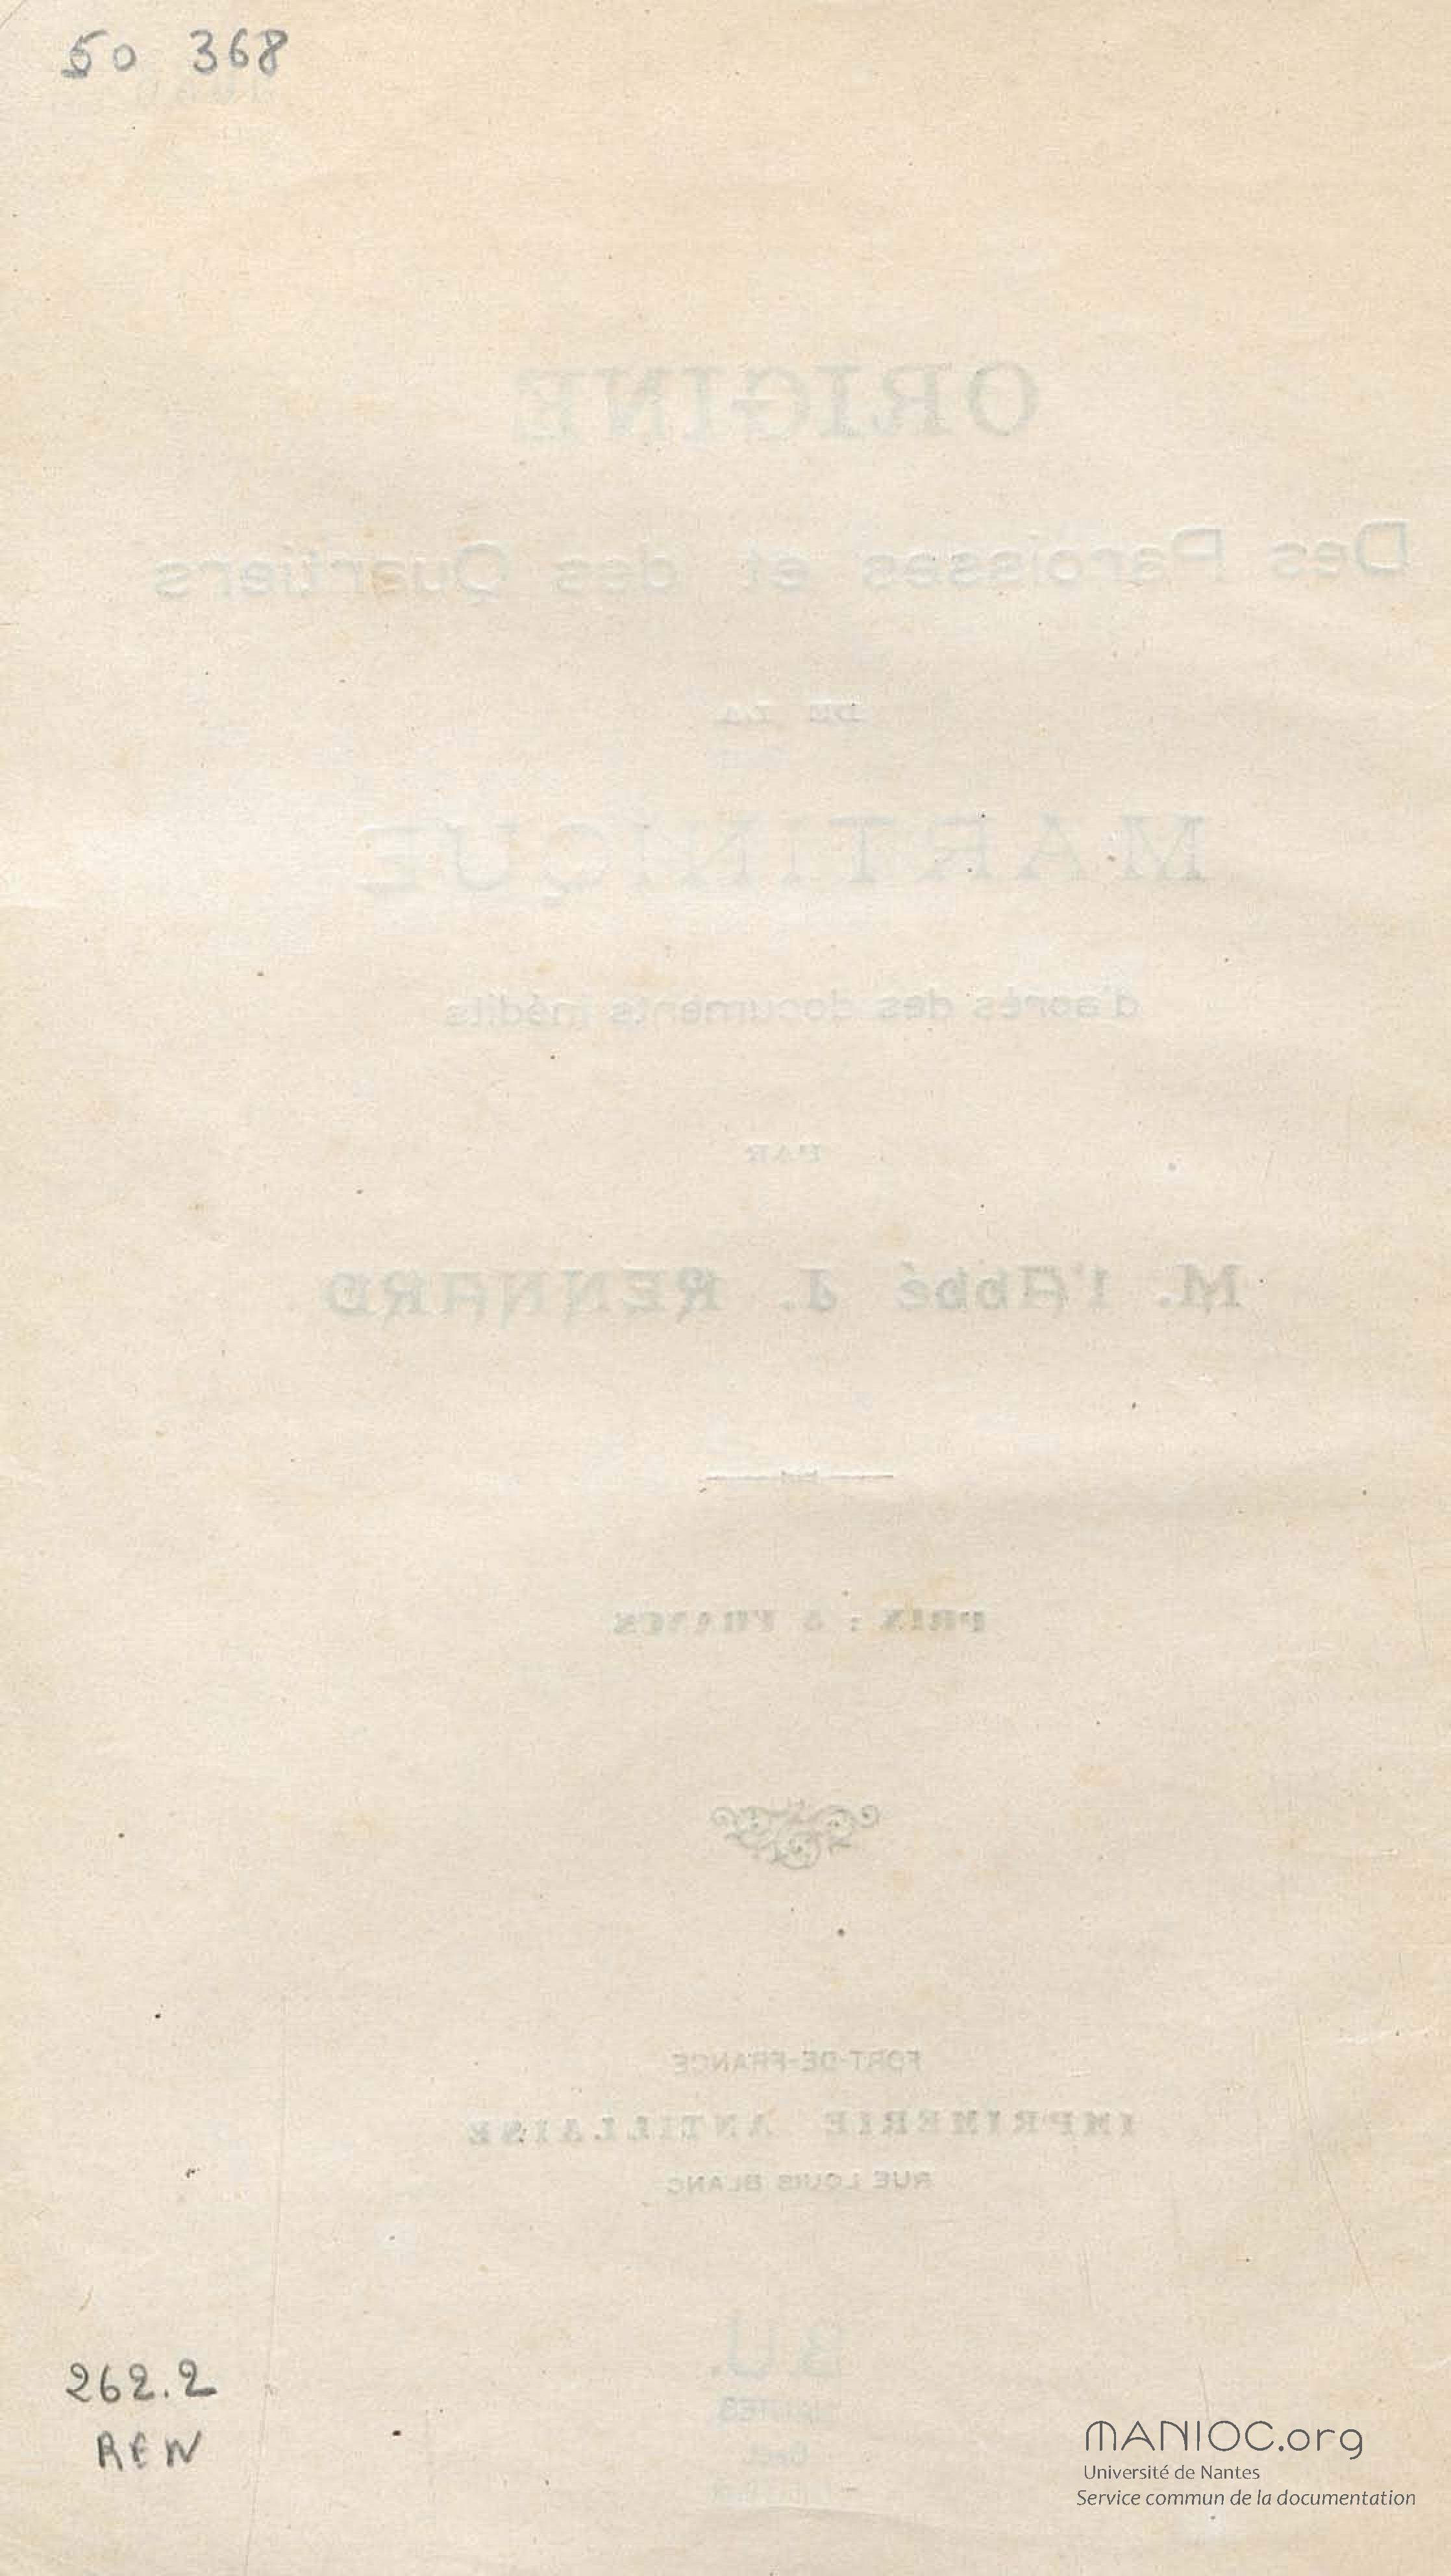 50 368
ORIGINE
Des Paroisses et des Quartiers
DE LA
MARTINIQUE
d'après des documents inédits
PAR
M. l'Abbé J. RENNARD
PRIX : 5 FRANCS
FORT-DE-FRANCE
IMPRIMERIE ANTILLAISE
RUE LOUIS BLANC
B.U.
NANTES
262.2
REN
MANIOC.org
Université de Nantes
Service commun de la documentation